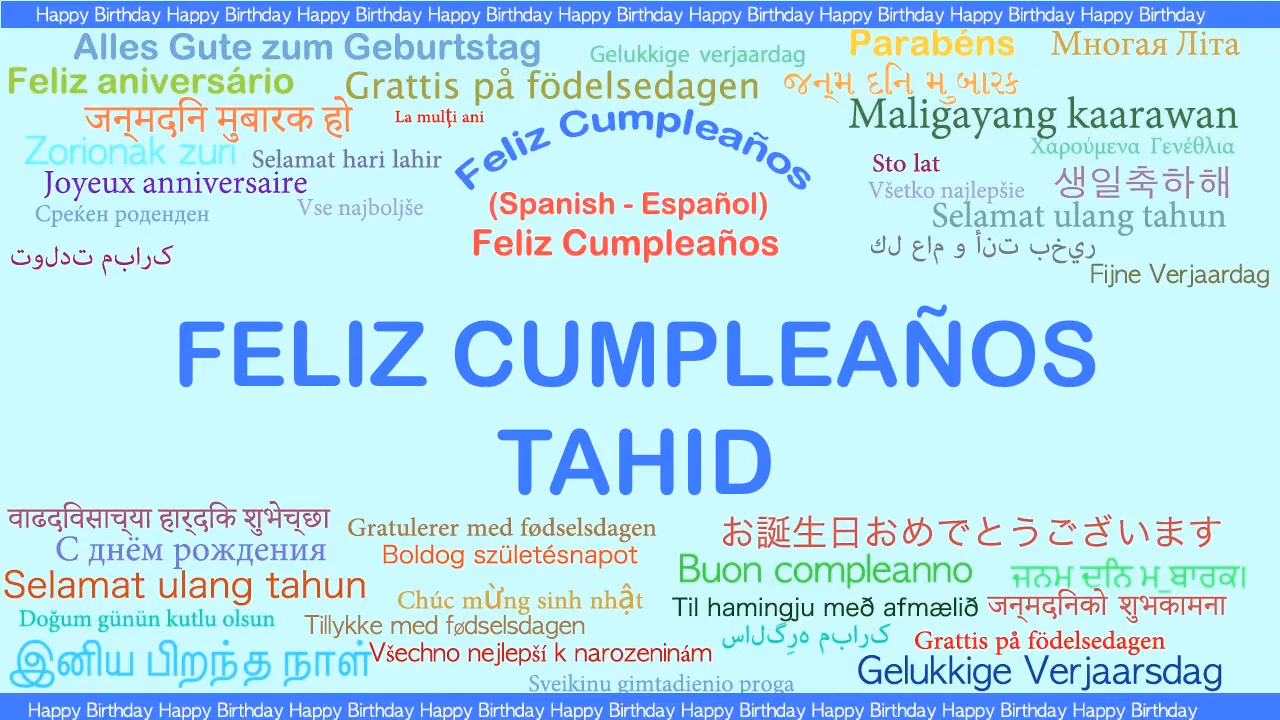 Happy Birthday Happy Birthday Happy Birthday Happy Birthday Happy Birthday Happy Birthday Happy Birthday Happy Birthday Happy Birthday
Alles Gute zum Geburtstag
Gelukkige verjaardag
Parabéns
Многая Літа
Feliz aniversário
Grattis på födelsedagen
જન્મ દિન મુબારક
जन्मदिन मुबारक हो
La mulţi ani
Feliz Cumpleaños
Maligayang kaarawan
Zorionak zuri
Selamat hari lahir
Sto lat
Χαρούμενα Γενέθλια
Joyeux anniversaire
(Spanish - Español)
Všetko najlepšie
생일축하해
Срeќен роденден
Vse najboljše
Selamat ulang tahun
Feliz Cumpleaños
تولدت مبارک
كل عام و أنت بخير
Fijne Verjaardag
FELIZ CUMPLEAÑOS
TAHID
वाढदिवसाच्या हार्दिक शुभेच्छा
Gratulerer med fødselsdagen
お誕生日おめでとうございます
С днём рождения
Boldog születésnapot
Buon compleanno
ਜਨਮ ਦਿਨ ਮੁਬਾਰਕ।
Selamat ulang tahun
Chúc mừng sinh nhật
Til hamingju með afmælið
जन्मदिनको शुभकामना
Doğum günün kutlu olsun
Tillykke med fødselsdagen
سالگرہ مبارک
Grattis på födelsedagen
இனிய பிறந்த நாள்
Všechno nejlepší k narozeninám
Gelukkige Verjaarsdag
Sveikinu gimtadienio proga
Happy Birthday Happy Birthday Happy Birthday Happy Birthday Happy Birthday Happy Birthday Happy Birthday Happy Birthday Happy Birthday